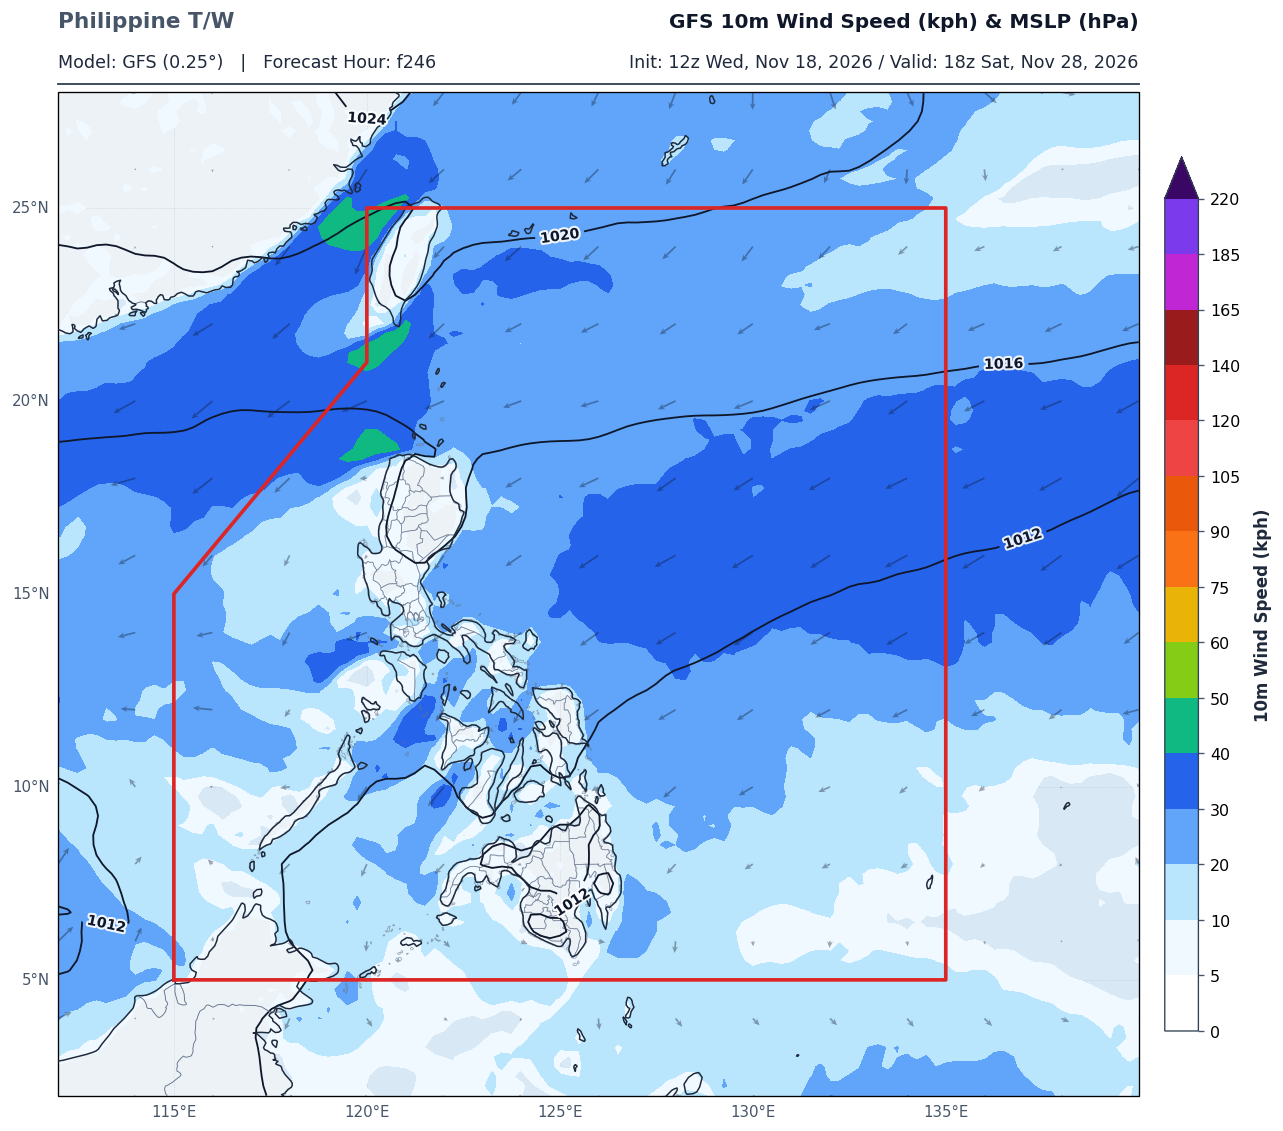 Philippine T/W
GFS 10m Wind Speed (kph) & MSLP (hPa)
Model: GFS (0.25°) | Forecast Hour: f246
Init: 12z Wed, Nov 18, 2026 / Valid: 18z Sat, Nov 28, 2026
1024
1020
1016
1012
1012
1012
25°N
20°N
15°N
10°N
5°N
115°E
120°E
125°E
130°E
135°E
220
185
165
140
120
105
90
75
60
50
40
30
20
10
5
0
10m Wind Speed (kph)